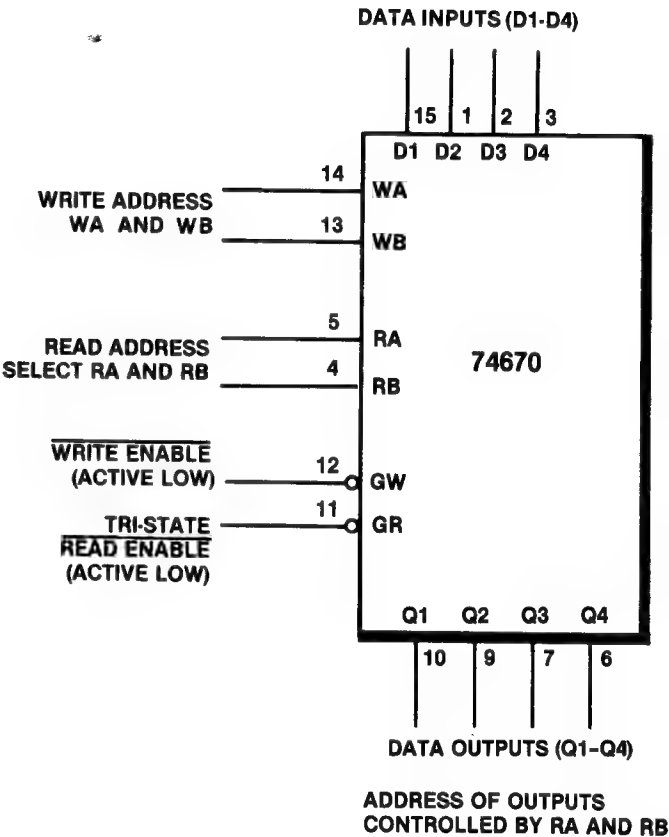 DATA INPUTS (D1-D4)
15 1 2 3
D1 D2 D3 D4
14
WRITE ADDRESS
WA AND WB
WA
13
WB
5
READ ADDRESS
SELECT RA AND RB
RA
4
RB
74670
WRITE ENABLE
(ACTIVE LOW)
12
GW
11
TRI-STATE
READ ENABLE
(ACTIVE LOW)
GR
Q1 Q2 Q3 Q4
10 9 7 6
DATA OUTPUTS (Q1-Q4)
ADDRESS OF OUTPUTS
CONTROLLED BY RA AND RB